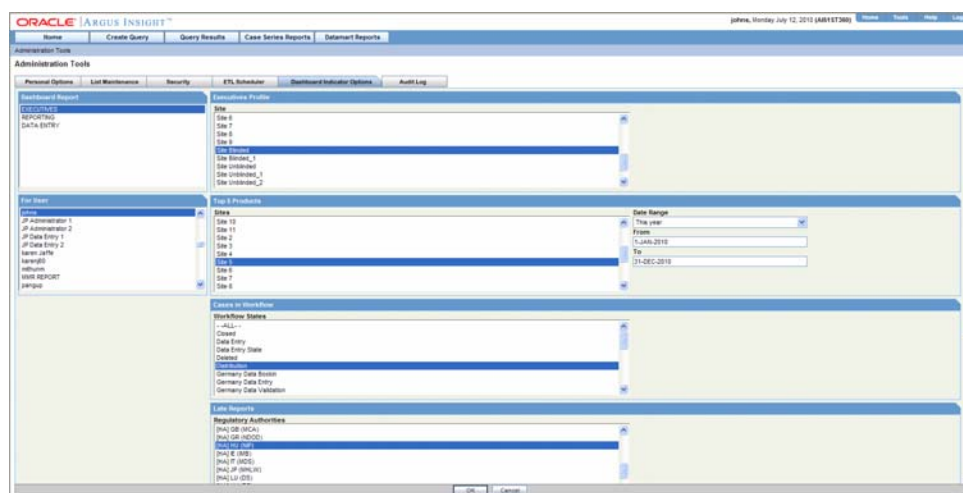 ORACLE | ARGUS INSIGHT™
johns, Monday July 12, 2010 (AI61ST360)
Home Tools Help Log
Home Create Query Query Results Case Series Reports Datamart Reports
Administration Tools
Administration Tools
Personal Options List Maintenance Security ETL Scheduler Dashboard Indicator Options Audit Log
Dashboard Report
EXECUTIVES
REPORTING
DATA ENTRY
Executives Profile
Site
Site 6
Site 7
Site 8
Site 9
Site Blinded
Site Blinded_1
Site Unblinded
Site Unblinded_1
Site Unblinded_2
For User
johns
JP Administrator 1
JP Administrator 2
JP Data Entry 1
JP Data Entry 2
karen Jaffe
MMR REPORT
pangup
Top 5 Products
Sites
Site 10
Site 11
Site 2
Site 3
Site 4
Site 5
Site 6
Site 7
Site 8
Date Range
This year
From
1-JAN-2010
To
31-DEC-2010
Cases in Workflow
Workflow States
--ALL--
Closed
Data Entry
Data Entry State
Deleted
Distribution
Germany Data Bookin
Germany Data Entry
Germany Data Validation
Late Reports
Regulatory Authorities
[HA] GB (MCA)
[HA] GR (NDOD)
[HA] HU (NIP)
[HA] IE (IMB)
[HA] IT (MDS)
[HA] JP (MHLW)
[HA] LU (DS)
OK Cancel